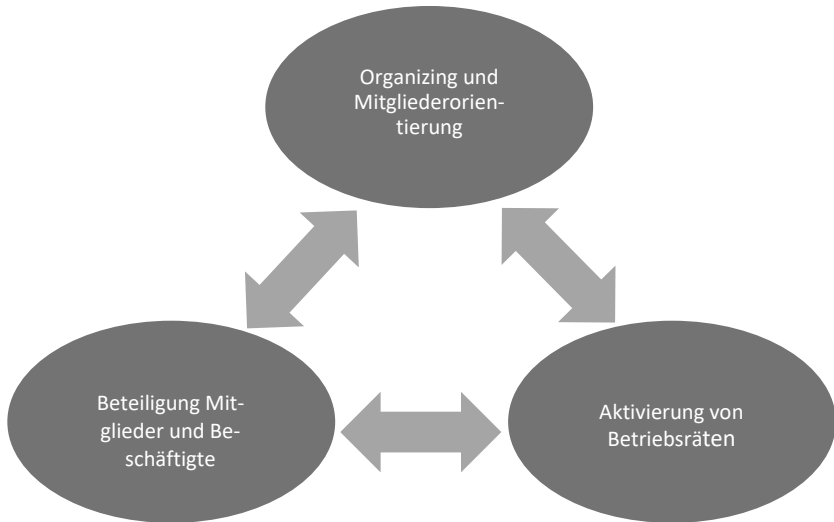 Organizing und
Mitgliederorien-
tierung
Beteiligung Mit-
glieder und Be-
schäftigte
Aktivierung von
Betriebsräten